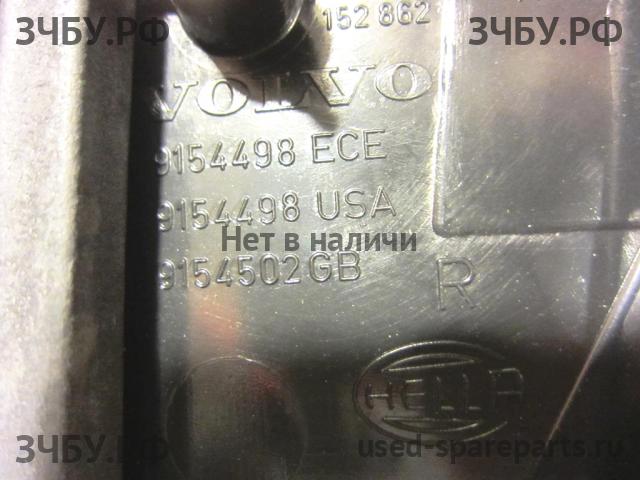 ЗЧБУ.РФ
152 862
ЗЧБУ.РФ
VOLVO
9154498 ECE
9154498 USA
Нет в наличии
9154502 GB
R
HELLA
ЗЧБУ.РФ
used-spareparts.ru